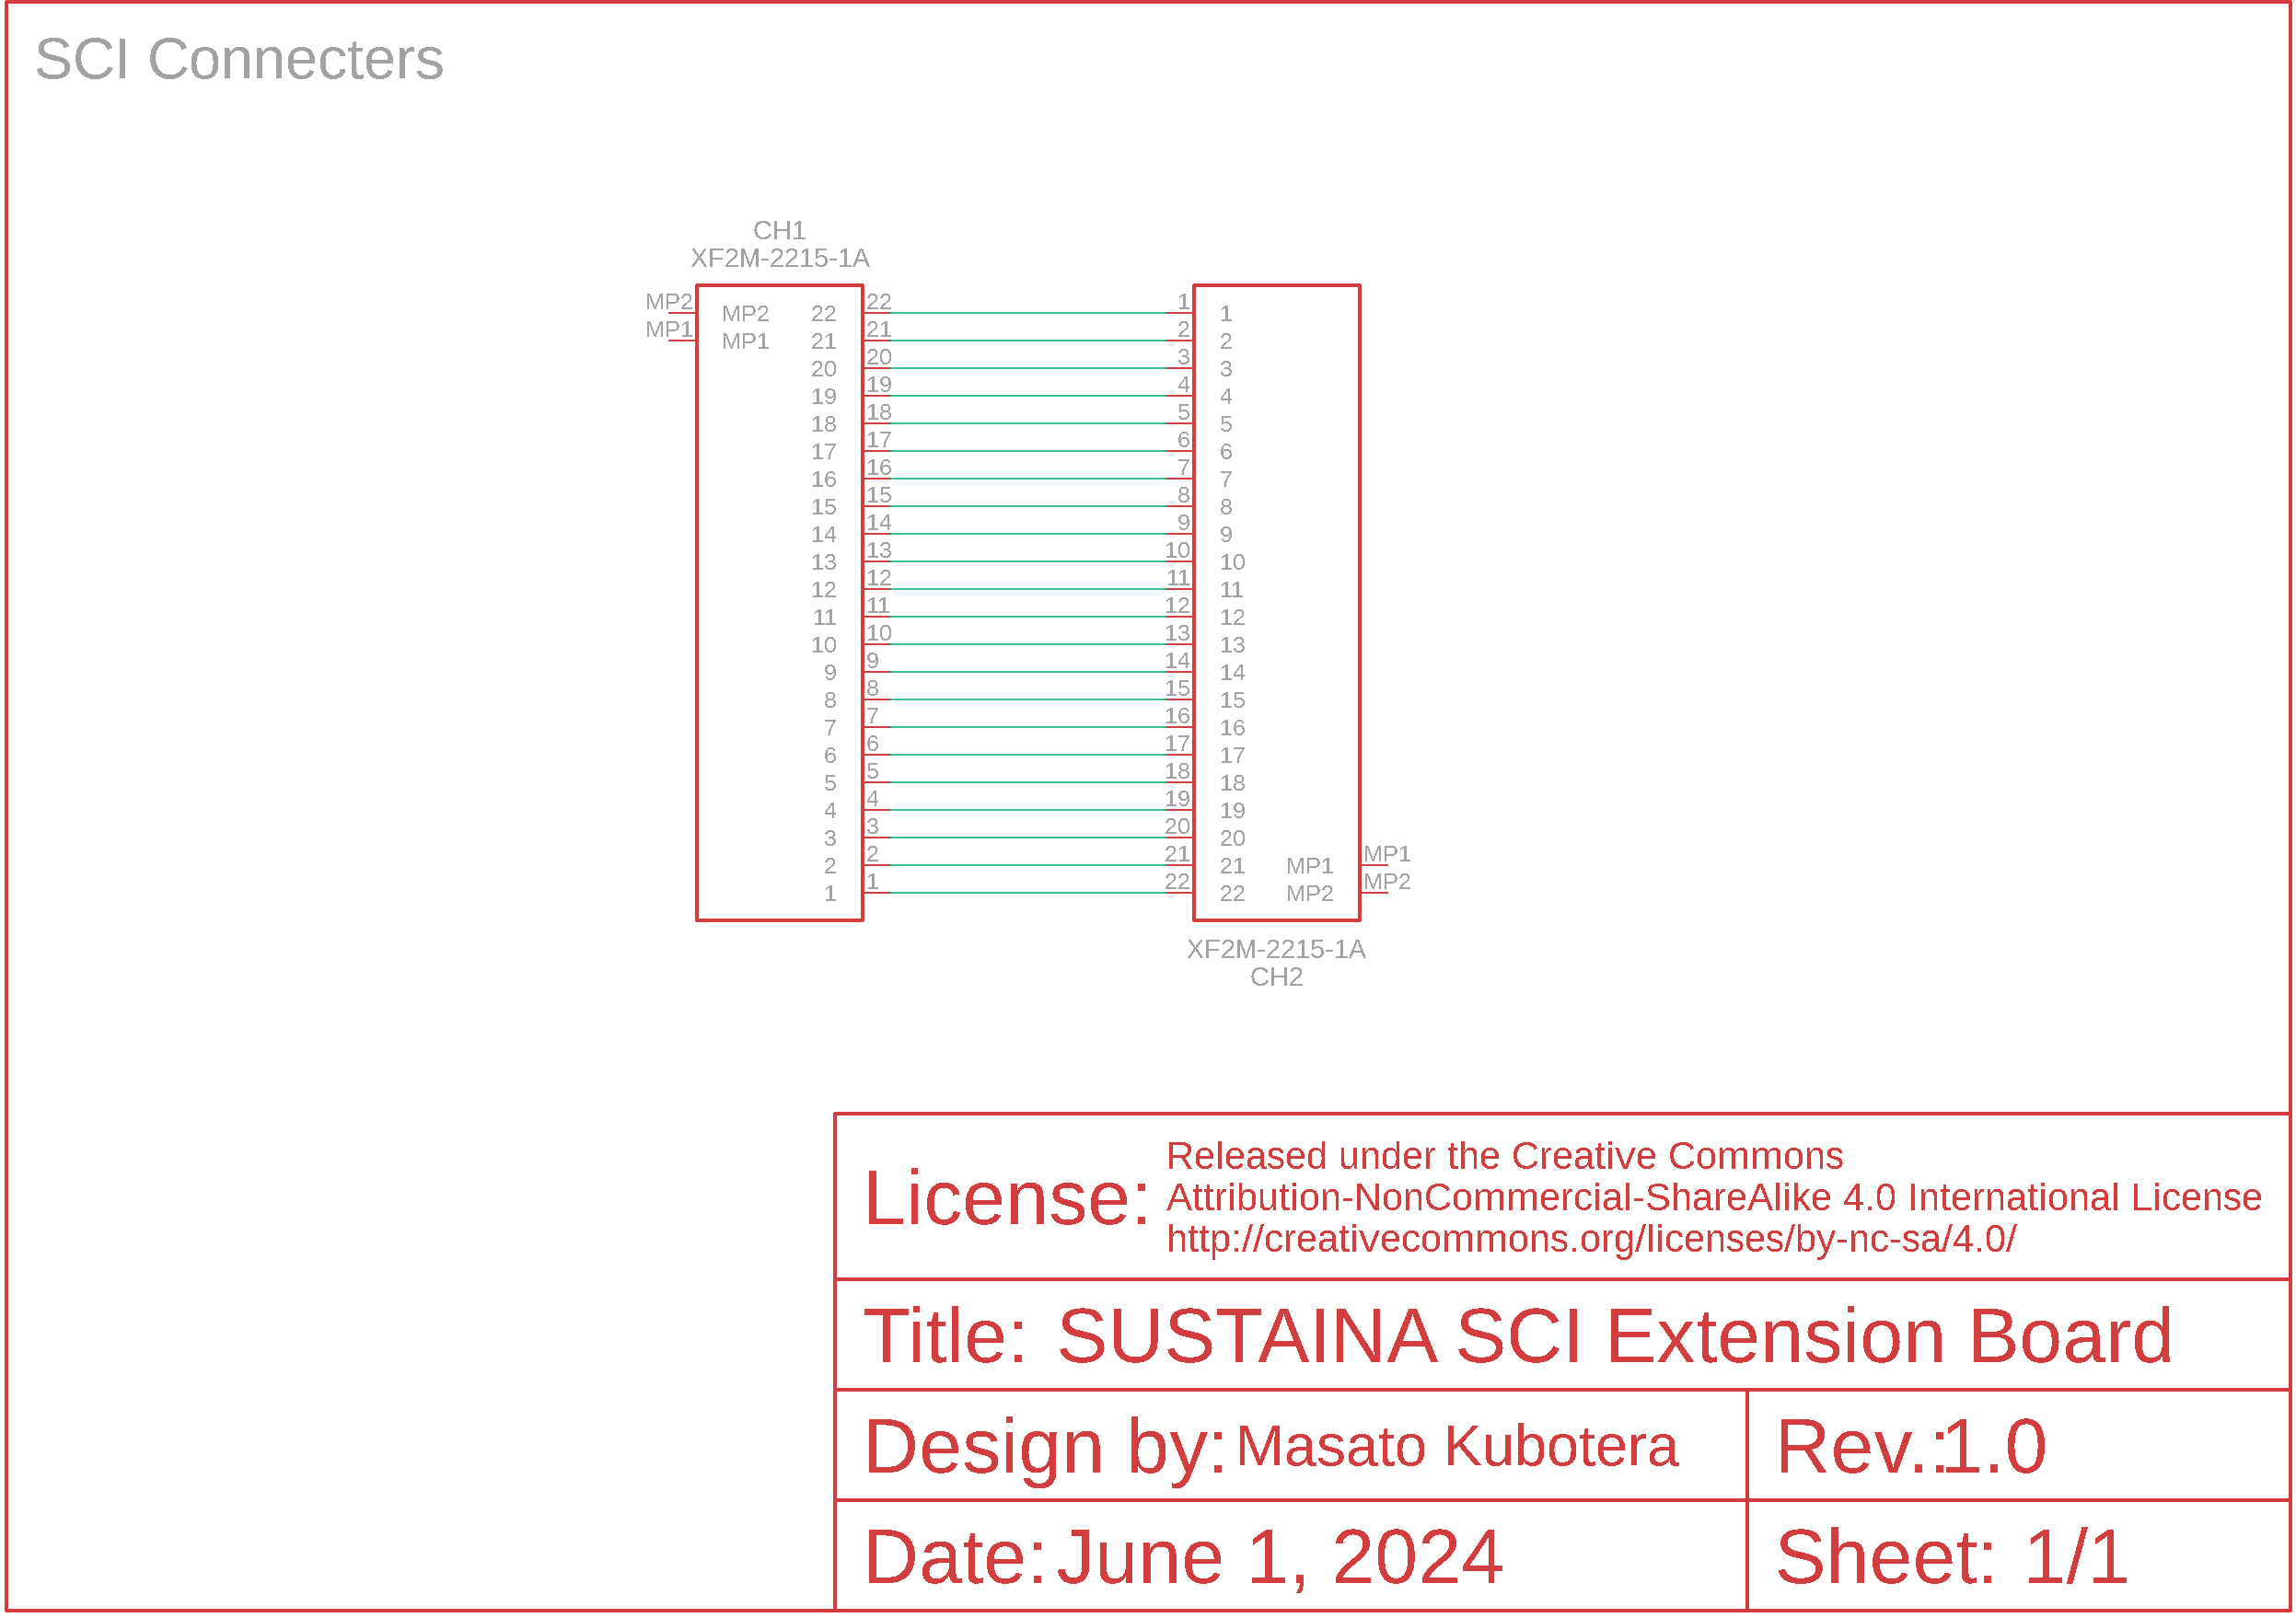 SCI Connecters
CH1
XF2M-2215-1A
MP2 MP2 22 22 1 1
MP1 MP1 21 21 2 2
20 20 3 3
19 19 4 4
18 18 5 5
17 17 6 6
16 16 7 7
15 15 8 8
14 14 9 9
13 13 10 10
12 12 11 11
11 11 12 12
10 10 13 13
9 9 14 14
8 8 15 15
7 7 16 16
6 6 17 17
5 5 18 18
4 4 19 19
3 3 20 20
2 2 21 21 MP1 MP1
1 1 22 22 MP2 MP2
XF2M-2215-1A
CH2
License:
Released under the Creative Commons
Attribution-NonCommercial-ShareAlike 4.0 International License
http://creativecommons.org/licenses/by-nc-sa/4.0/
Title: SUSTAINA SCI Extension Board
Design by: Masato Kubotera
Rev.:1.0
Date: June 1, 2024
Sheet: 1/1